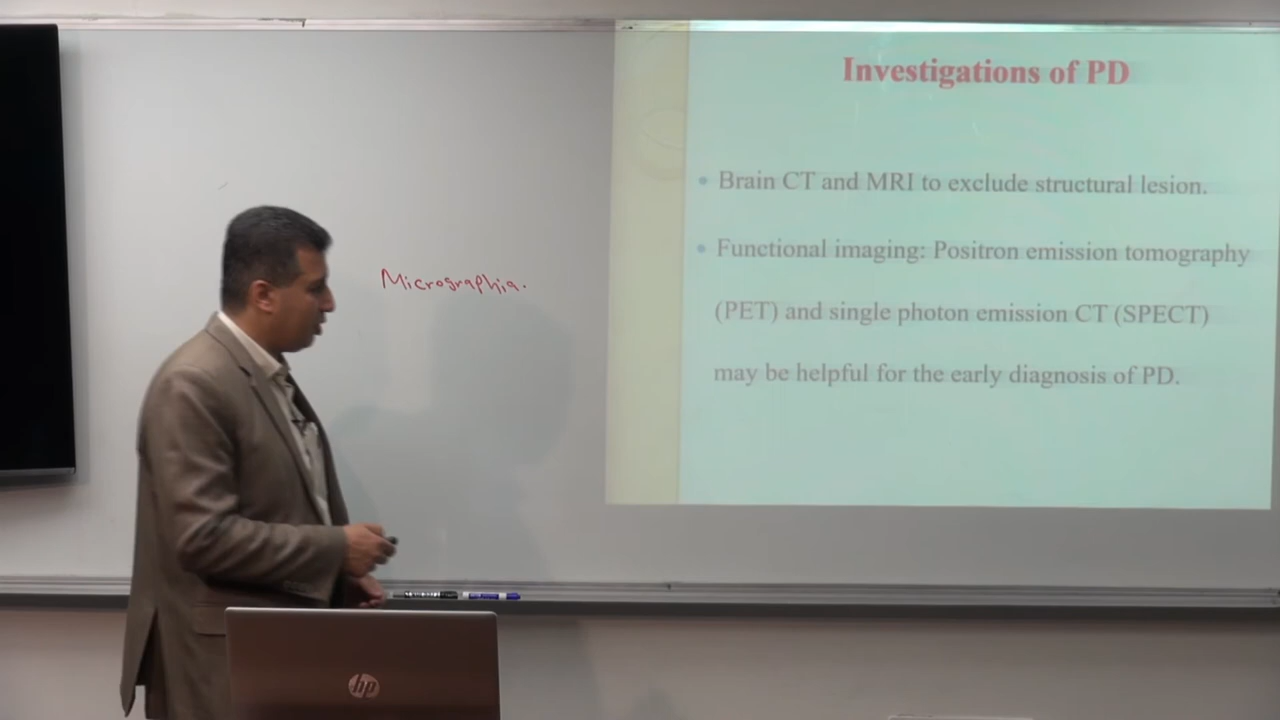 Investigations of PD
Micrographia.
• Brain CT and MRI to exclude structural lesion.
• Functional imaging: Positron emission tomography
(PET) and single photon emission CT (SPECT)
may be helpful for the early diagnosis of PD.
hp